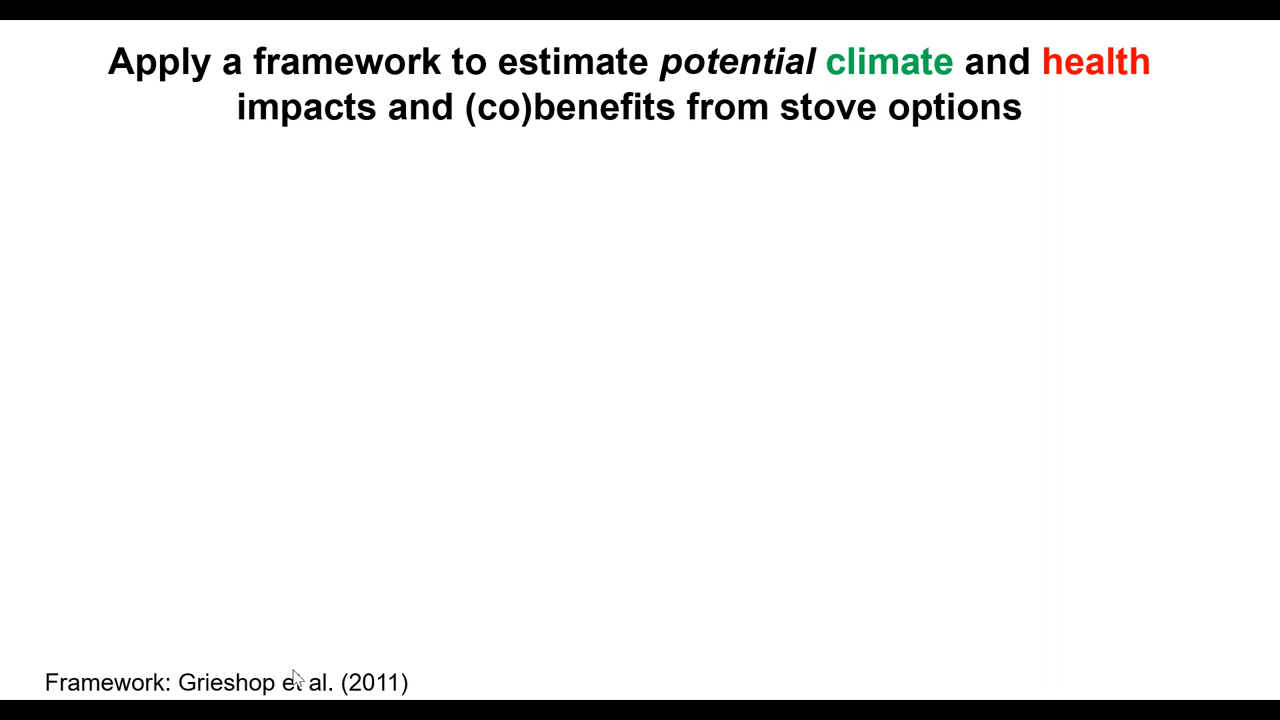 Apply a framework to estimate potential climate and health
impacts and (co)benefits from stove options
Framework: Grieshop et al. (2011)